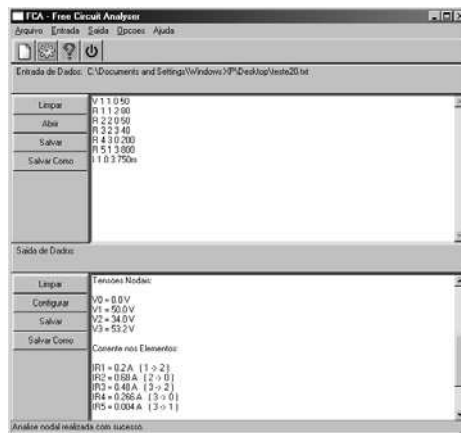 FCA - Free Circuit Analyser
Arquivo Entrada Saida Opcoes Ajuda
Entrada de Dados: C:\Documents and Settings\Windows XP\Desktop\teste20.txt
Limpar
Abrir
Salvar
Salvar Como
V 1 1 0 50
R 1 1 2 80
R 2 2 0 50
R 3 2 3 40
R 4 3 0 200
R 5 1 3 800
I 1 0 3 750m
Saida de Dados:
Limpar
Configurar
Salvar
Salvar Como
Tensoes Nodais:
V0 = 0.0 V
V1 = 50.0 V
V2 = 34.0 V
V3 = 53.2 V
Corrente nos Elementos:
IR1 = 0.2 A ( 1 -> 2 )
IR2 = 0.68 A ( 2 -> 0 )
IR3 = 0.48 A ( 3 -> 2 )
IR4 = 0.266 A ( 3 -> 0 )
IR5 = 0.004 A ( 3 -> 1 )
Analise nodal realizada com sucesso.